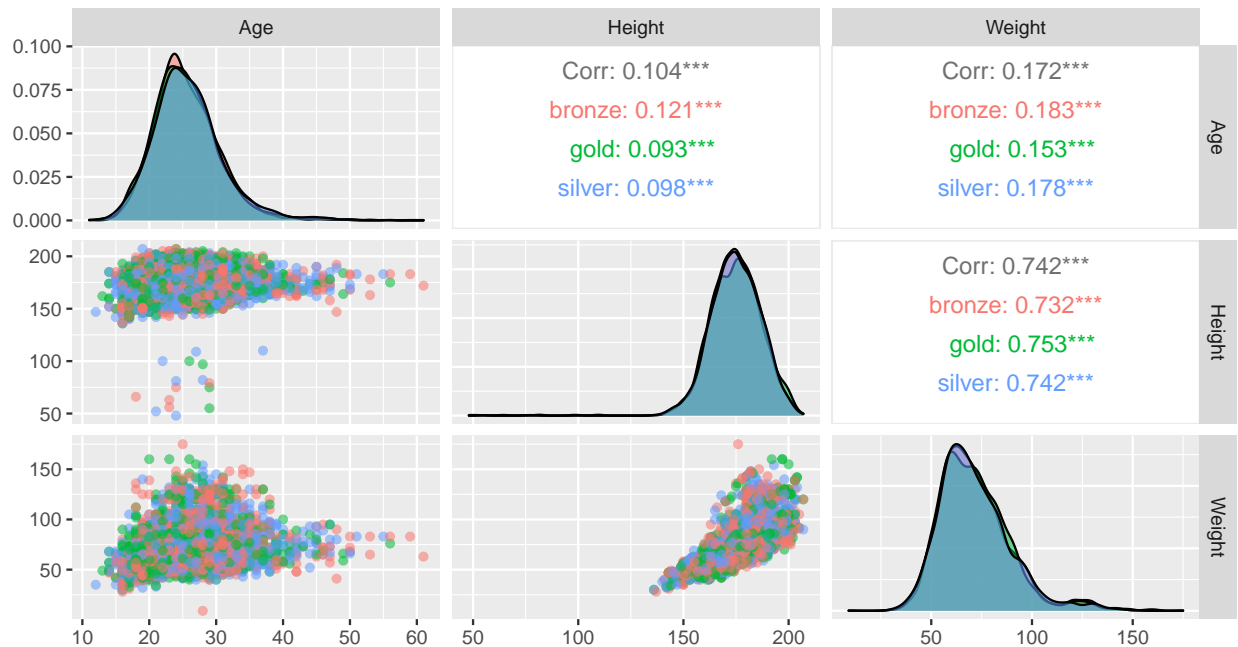 Age Height Weight
0.100
0.075
0.050
0.025
0.000
Corr: 0.104***
bronze: 0.121***
gold: 0.093***
silver: 0.098***
Corr: 0.172***
bronze: 0.183***
gold: 0.153***
silver: 0.178***
Age
200
150
100
50
Corr: 0.742***
bronze: 0.732***
gold: 0.753***
silver: 0.742***
Height
150
100
50
Weight
10 20 30 40 50 60
50 100 150 200
50 100 150